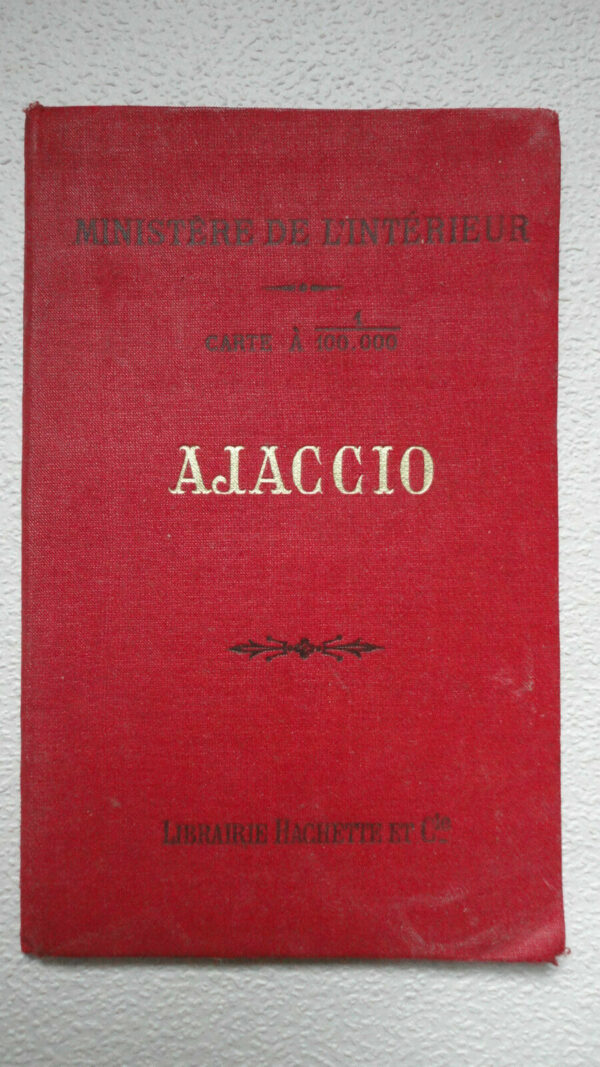 MINISTÈRE DE L'INTÉRIEUR
CARTE À 1/100.000
AJACCIO
LIBRAIRIE HACHETTE ET Cie